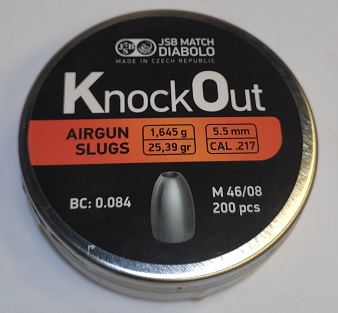 JSB
JSB MATCH
DIABOLO
MADE IN CZECH REPUBLIC
KnockOut
AIRGUN SLUGS
1,645 g 5.5 mm
25,39 gr CAL .217
BC: 0.084
M 46/08
200 pcs